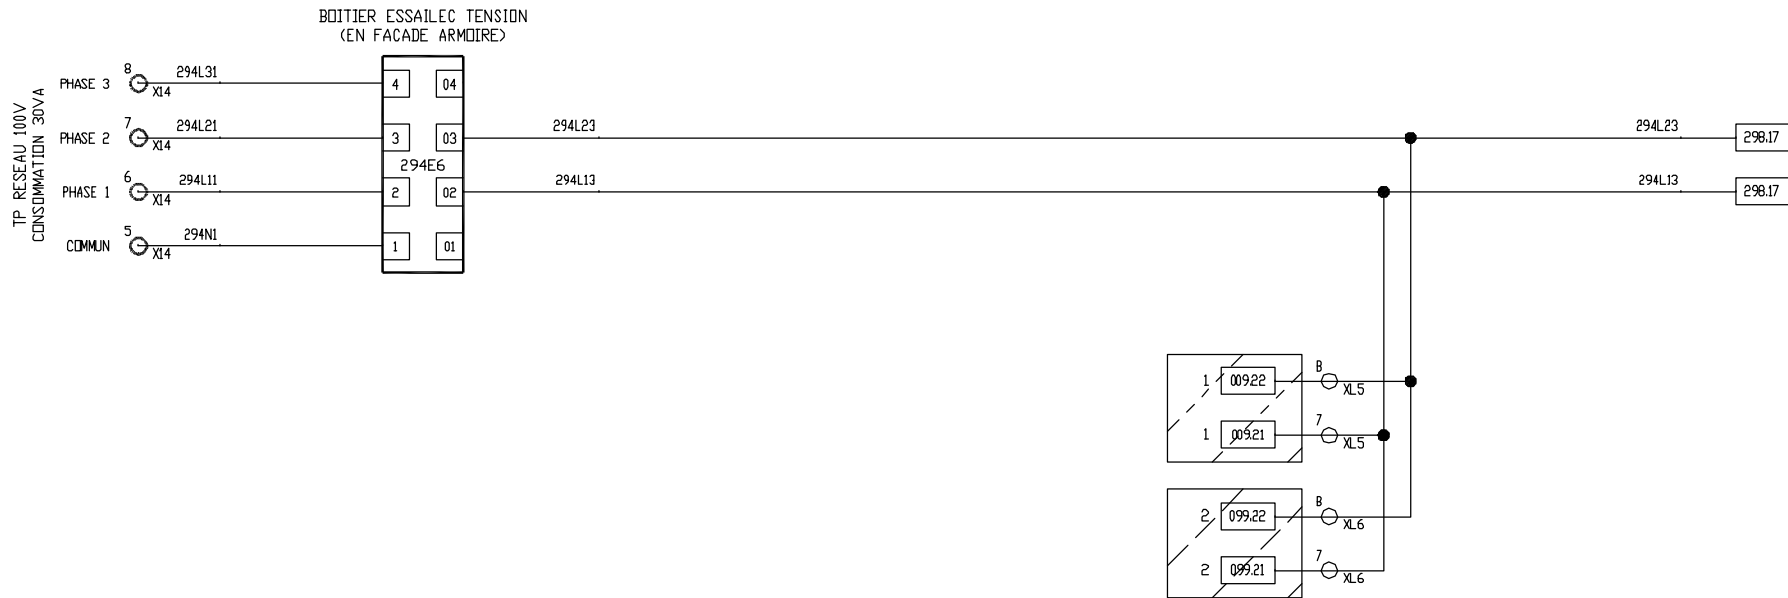 BOITIER ESSAILEC TENSION
(EN FACADE ARMOIRE)
TP RESEAU 100V
CONSOMMATION 30VA
PHASE 3 8 X14 294L31 4 04
PHASE 2 7 X14 294L21 3 03 294L23 294L23 298.17
294E6
PHASE 1 6 X14 294L11 2 02 294L13 294L13 298.17
COMMUN 5 X14 294N1 1 01
1 009.22 B XL5
1 009.21 7 XL5
2 099.22 B XL6
2 099.21 7 XL6